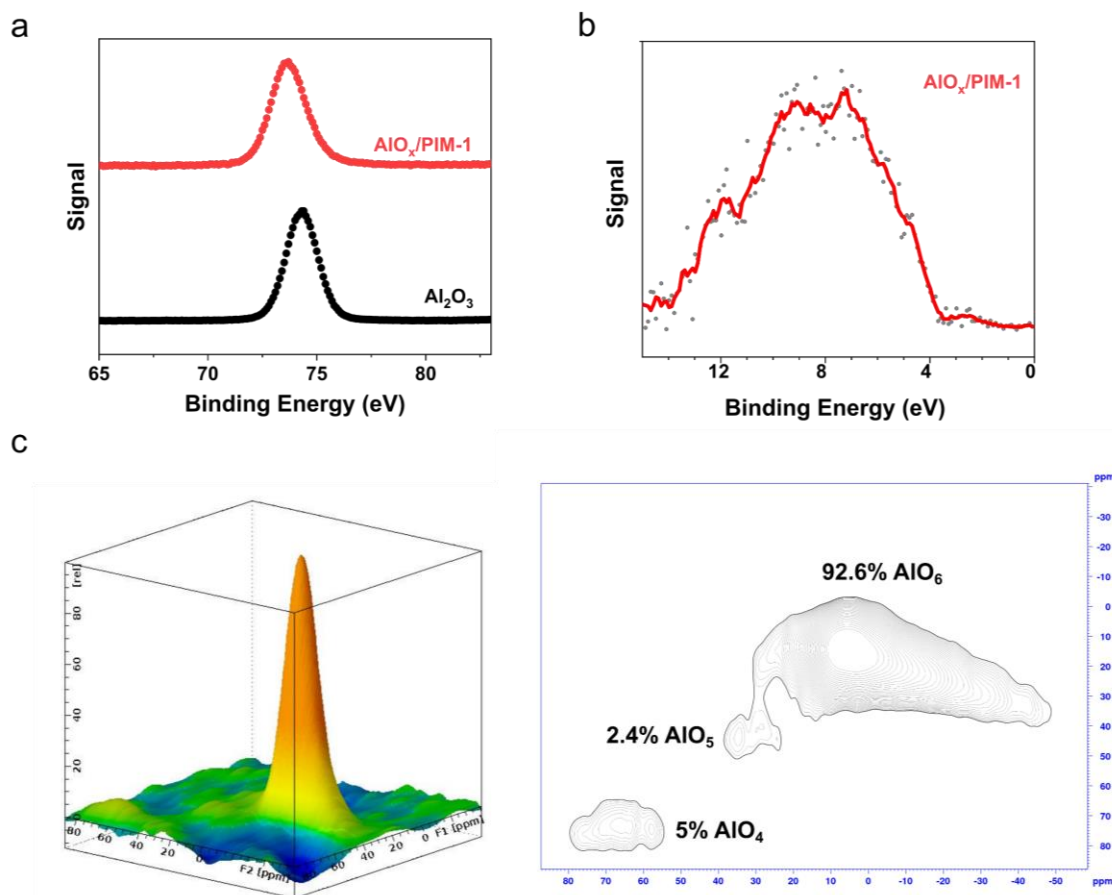 a
b
AlOₓ/PIM-1
Al₂O₃
Signal
65 70 75 80
Binding Energy (eV)
AlOₓ/PIM-1
Signal
12 8 4 0
Binding Energy (eV)
c
[rel]
80
60
40
20
0
80 60 40 20 0
F2 [ppm]
F1 [ppm]
0
92.6% AlO₆
2.4% AlO₅
5% AlO₄
ppm
-30
-20
-10
0
10
20
30
40
50
60
70
80
80 70 60 50 40 30 20 10 0 -10 -20 -30 -40 -50 ppm